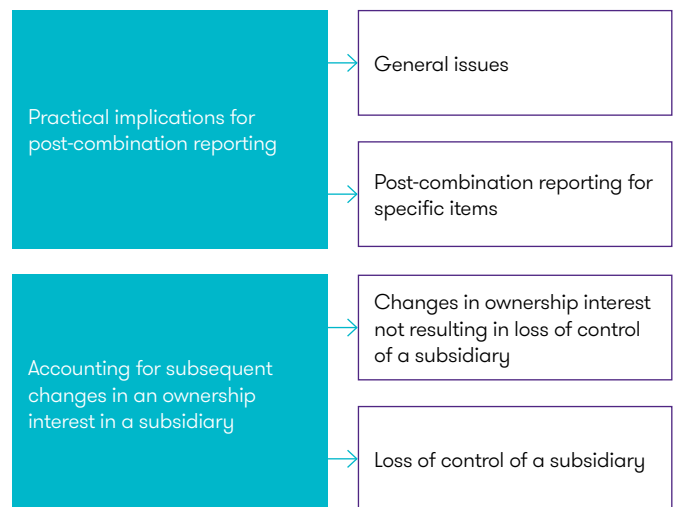 Practical implications for
post-combination reporting
General issues
Post-combination reporting for
specific items
Accounting for subsequent
changes in an ownership
interest in a subsidiary
Changes in ownership interest
not resulting in loss of control
of a subsidiary
Loss of control of a subsidiary